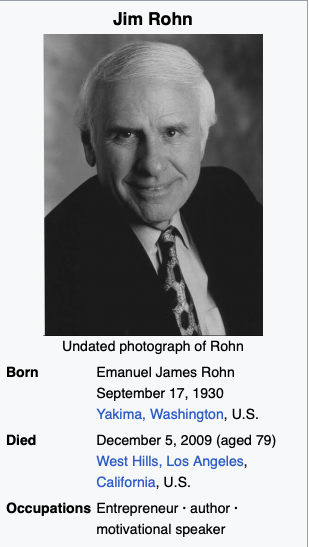 Jim Rohn
Undated photograph of Rohn
Born Emanuel James Rohn
September 17, 1930
Yakima, Washington, U.S.
Died December 5, 2009 (aged 79)
West Hills, Los Angeles,
California, U.S.
Occupations Entrepreneur · author ·
motivational speaker